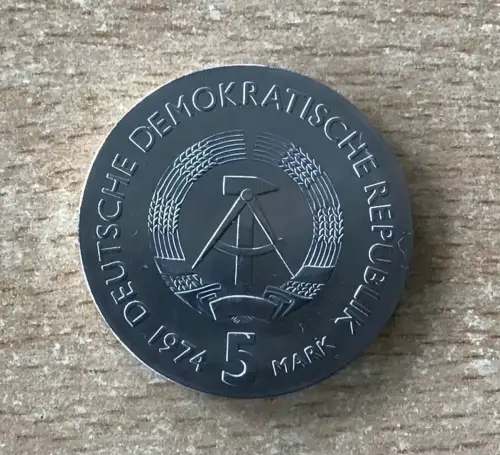 DEUTSCHE DEMOKRATISCHE REPUBLIK
1974
5
MARK